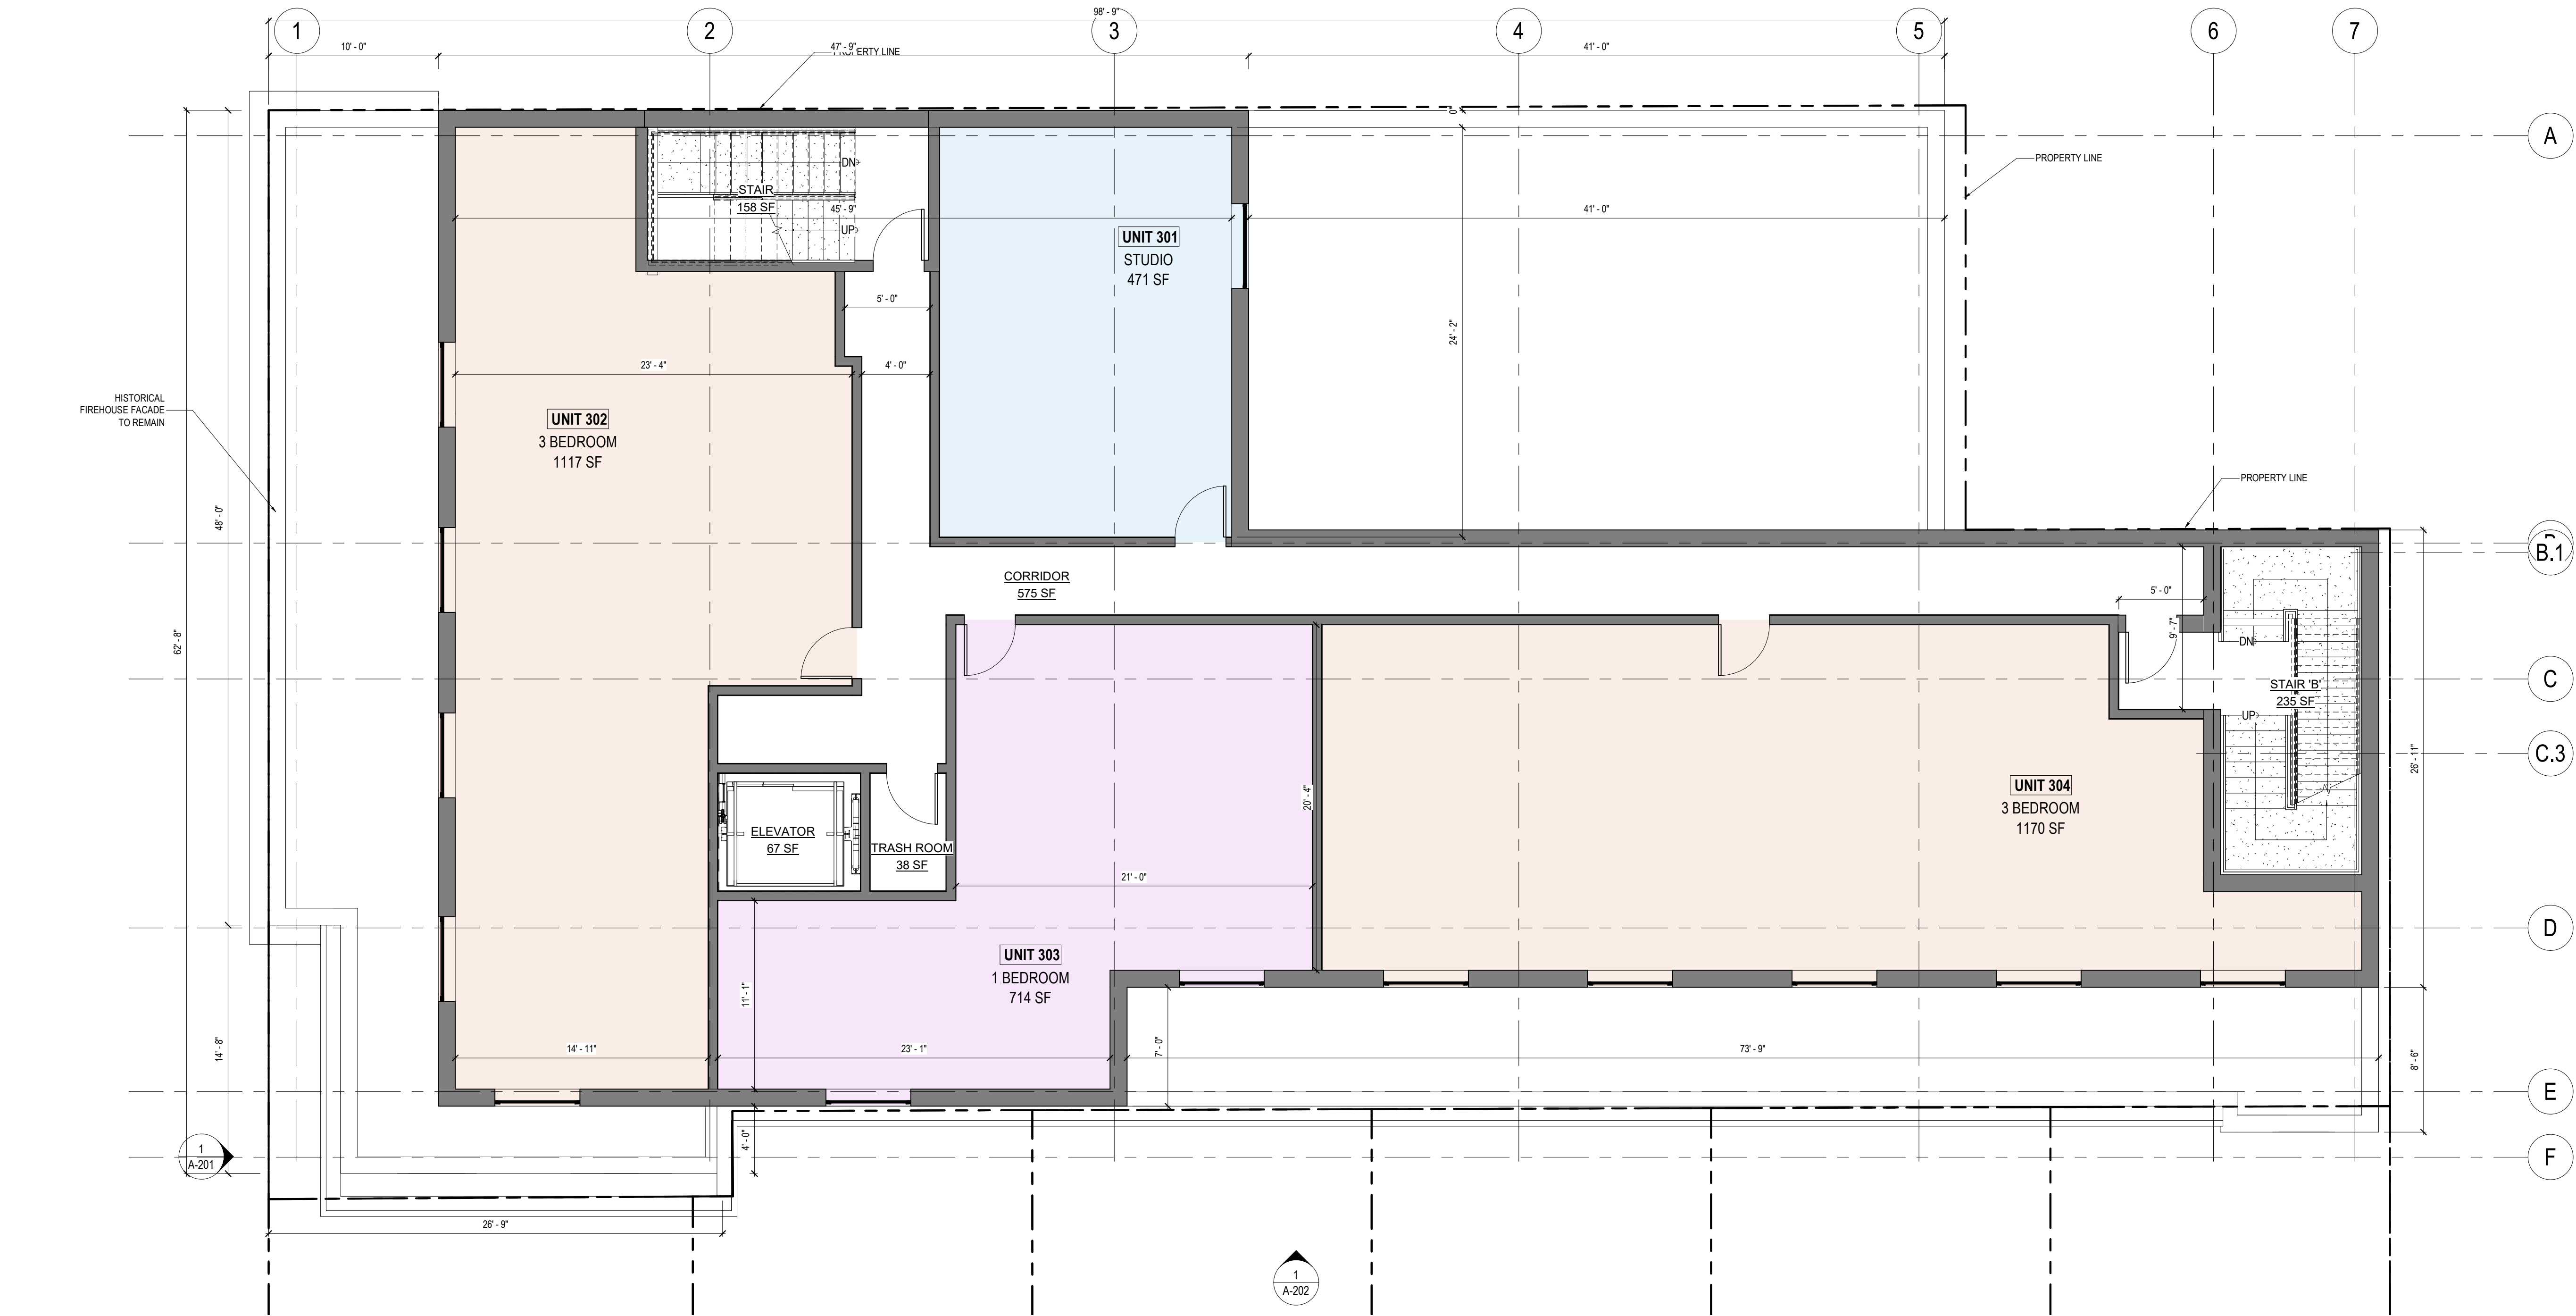 98' - 9"
1
2
3
4
5
6
7
10' - 0"
47' - 9"
PROPERTY LINE
41' - 0"
0"
A
PROPERTY LINE
DN
STAIR
158 SF
45' - 9"
41' - 0"
UP
UNIT 301
STUDIO
471 SF
5' - 0"
24' - 2"
23' - 4"
4' - 0"
HISTORICAL
FIREHOUSE FACADE
TO REMAIN
UNIT 302
3 BEDROOM
1117 SF
PROPERTY LINE
48' - 0"
62' - 8"
B.1
CORRIDOR
575 SF
5' - 0"
9' - 7"
DN
C
STAIR 'B'
235 SF
UP
C.3
26' - 11"
UNIT 304
3 BEDROOM
1170 SF
20' - 4"
ELEVATOR
67 SF
TRASH ROOM
38 SF
21' - 0"
D
UNIT 303
1 BEDROOM
714 SF
11' - 1"
14' - 11"
23' - 1"
7' - 0"
73' - 9"
14' - 8"
8' - 6"
E
4' - 0"
1
A-201
F
26' - 9"
1
A-202